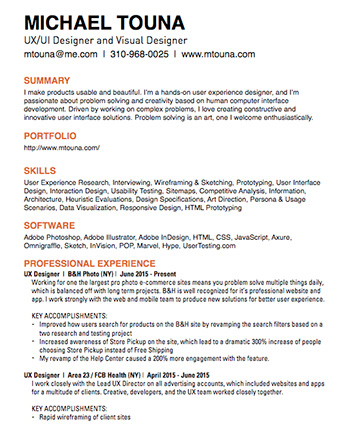 MICHAEL TOUNA
UX/UI Designer and Visual Designer
mtouna@me.com | 310-968-0025 | www.mtouna.com
SUMMARY
I make products usable and beautiful. I'm a hands-on user experience designer, and I'm
passionate about problem solving and creativity based on human computer interface
development. Driven by working on complex problems, I love creating constructive and
innovative user interface solutions. Problem solving is an art, one I welcome enthusiastically.
PORTFOLIO
http://www.mtouna.com/
SKILLS
User Experience Research, Interviewing, Wireframing & Sketching, Prototyping, User Interface
Design, Interaction Design, Usability Testing, Sitemaps, Competitive Analysis, Information,
Architecture, Heuristic Evaluations, Design Thinking, Art Direction, Persona & Usage
Scenarios, Data Visualization, Responsive Design, HTML Prototyping
SOFTWARE
Adobe Photoshop, Adobe Illustrator, Adobe InDesign, HTML, CSS, JavaScript, Axure,
Omnigraffle, Sketch, InVision, POP, Marvel, Hype, UserTesting.com
PROFESSIONAL EXPERIENCE
UX Designer | B&H Photo (NY) | June 2015 - Present
Working for one of the largest pro photo e-commerce sites means you problem solve multiple things daily,
which is balanced off with long term projects. B&H is well recognized for it's professional website and
app. I work strongly with the web and mobile team to produce new solutions for better user experience.
KEY ACCOMPLISHMENTS:
• Improved how users search for products on the B&H site by revamping the search filters based on a
two research and testing project
• Increased awareness of Store Pickup on the site, which lead to a dramatic 300% increase of people
choosing Store Pickup instead of Free Shipping
• My revamp of the Help Center caused a 200% more engagement with the feature.
UX Designer | Area 23 / FCB Health (NY) | April 2015 - June 2015
I work closely with the Lead UX Director on all advertising accounts, which included websites and apps
for a multitude of clients. Creative, developers, and the UX team worked closely together.
KEY ACCOMPLISHMENTS:
• Rapid wireframing of client sites